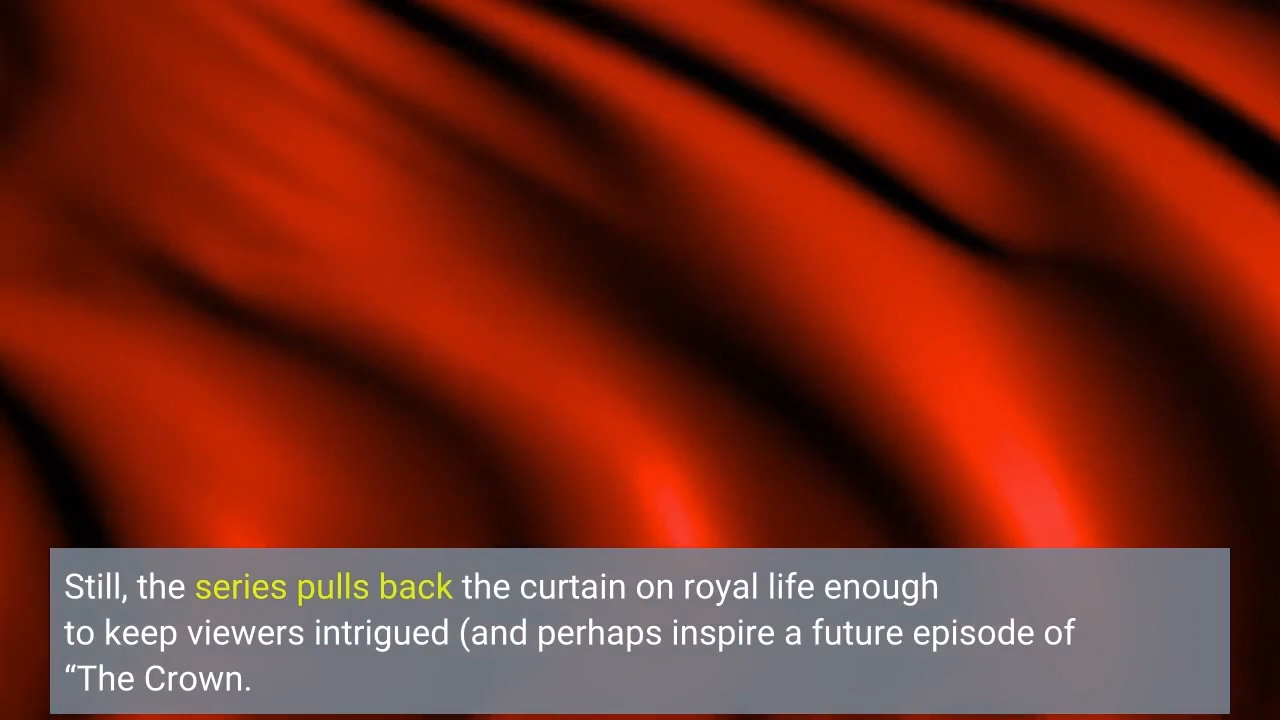 Still, the series pulls back the curtain on royal life enough
to keep viewers intrigued (and perhaps inspire a future episode of
“The Crown.